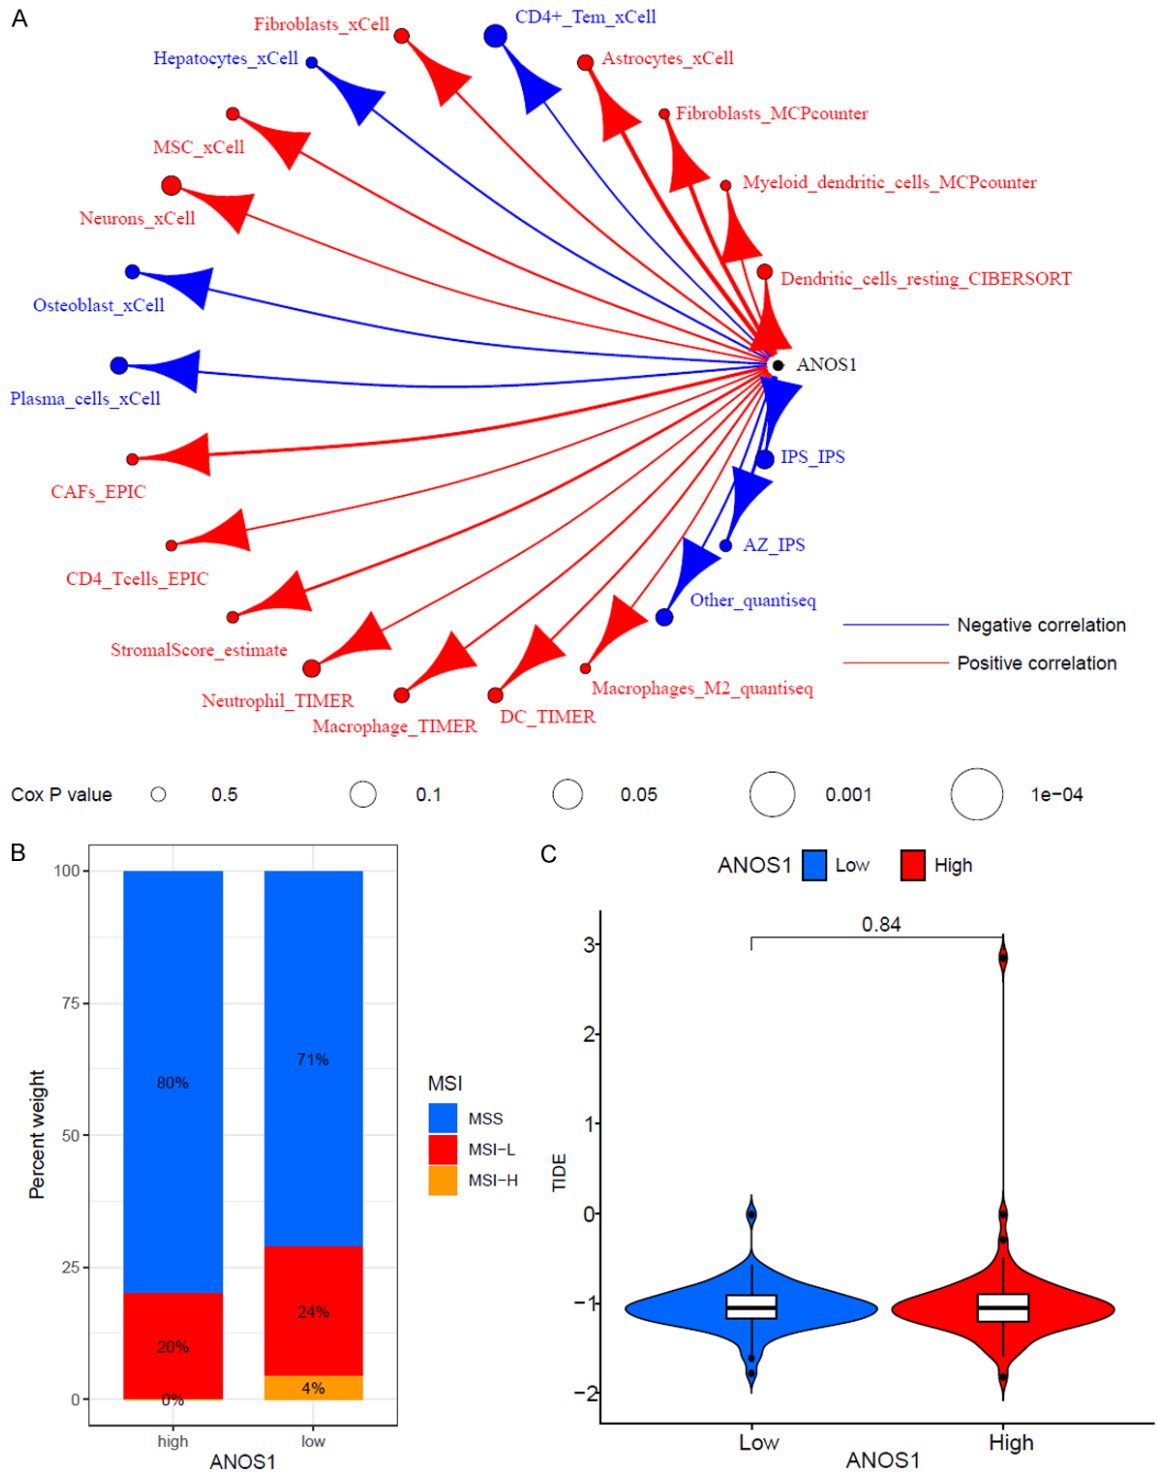 A
Fibroblasts_xCell
CD4+_Tem_xCell
Hepatocytes_xCell
Astrocytes_xCell
Fibroblasts_MCPcounter
MSC_xCell
Myeloid_dendritic_cells_MCPcounter
Neurons_xCell
Dendritic_cells_resting_CIBERSORT
Osteoblast_xCell
ANOS1
Plasma_cells_xCell
IPS_IPS
CAFs_EPIC
AZ_IPS
CD4_Tcells_EPIC
Other_quantiseq
Negative correlation
StromalScore_estimate
Positive correlation
Macrophages_M2_quantiseq
Neutrophil_TIMER
DC_TIMER
Macrophage_TIMER
Cox P value 0.5 0.1 0.05 0.001 1e−04
B
Percent weight
100
75
50
25
0
80%
20%
0%
71%
24%
4%
high low
ANOS1
MSI
MSS
MSI−L
MSI−H
C
ANOS1 Low High
0.84
TIDE
3
2
1
0
−1
−2
Low High
ANOS1